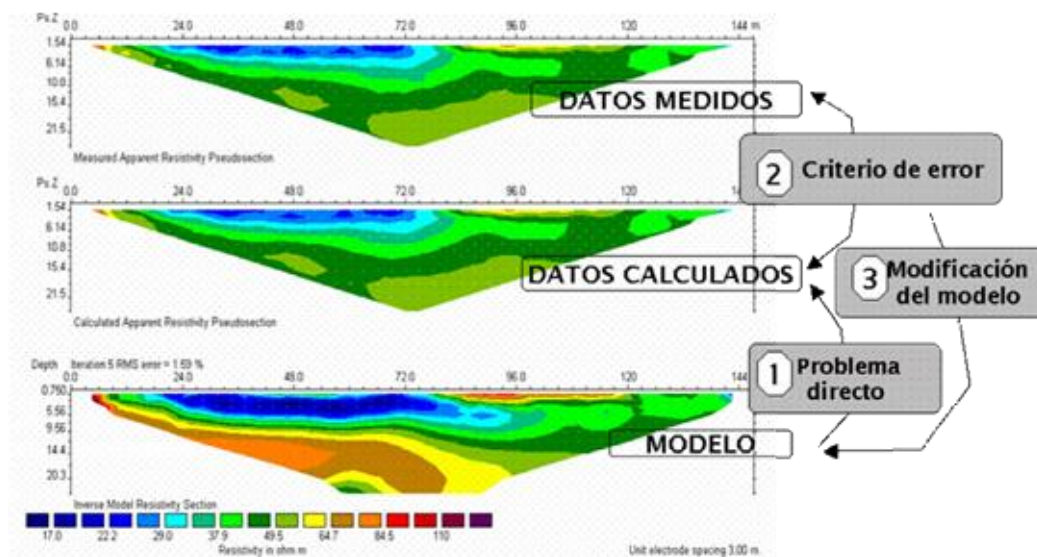 Ps.Z
0.0 24.0 48.0 72.0 96.0 120 144 m
1.54
6.14
10.8
15.4
21.5
Measured Apparent Resistivity Pseudosection
DATOS MEDIDOS
2 Criterio de error
Ps.Z
0.0 24.0 48.0 72.0 96.0 120 144
1.54
6.14
10.8
15.4
21.5
Calculated Apparent Resistivity Pseudosection
DATOS CALCULADOS
3 Modificación
del modelo
Depth Iteration 5 RMS error = 1.59 %
0.0 24.0 48.0 72.0 96.0 120 144
0.750
5.56
9.56
14.4
20.3
1 Problema
directo
MODELO
Inverse Model Resistivity Section
17.0 22.2 29.0 37.9 49.5 64.7 84.5 110
Resistivity in ohm.m
Unit electrode spacing 3.00 m.